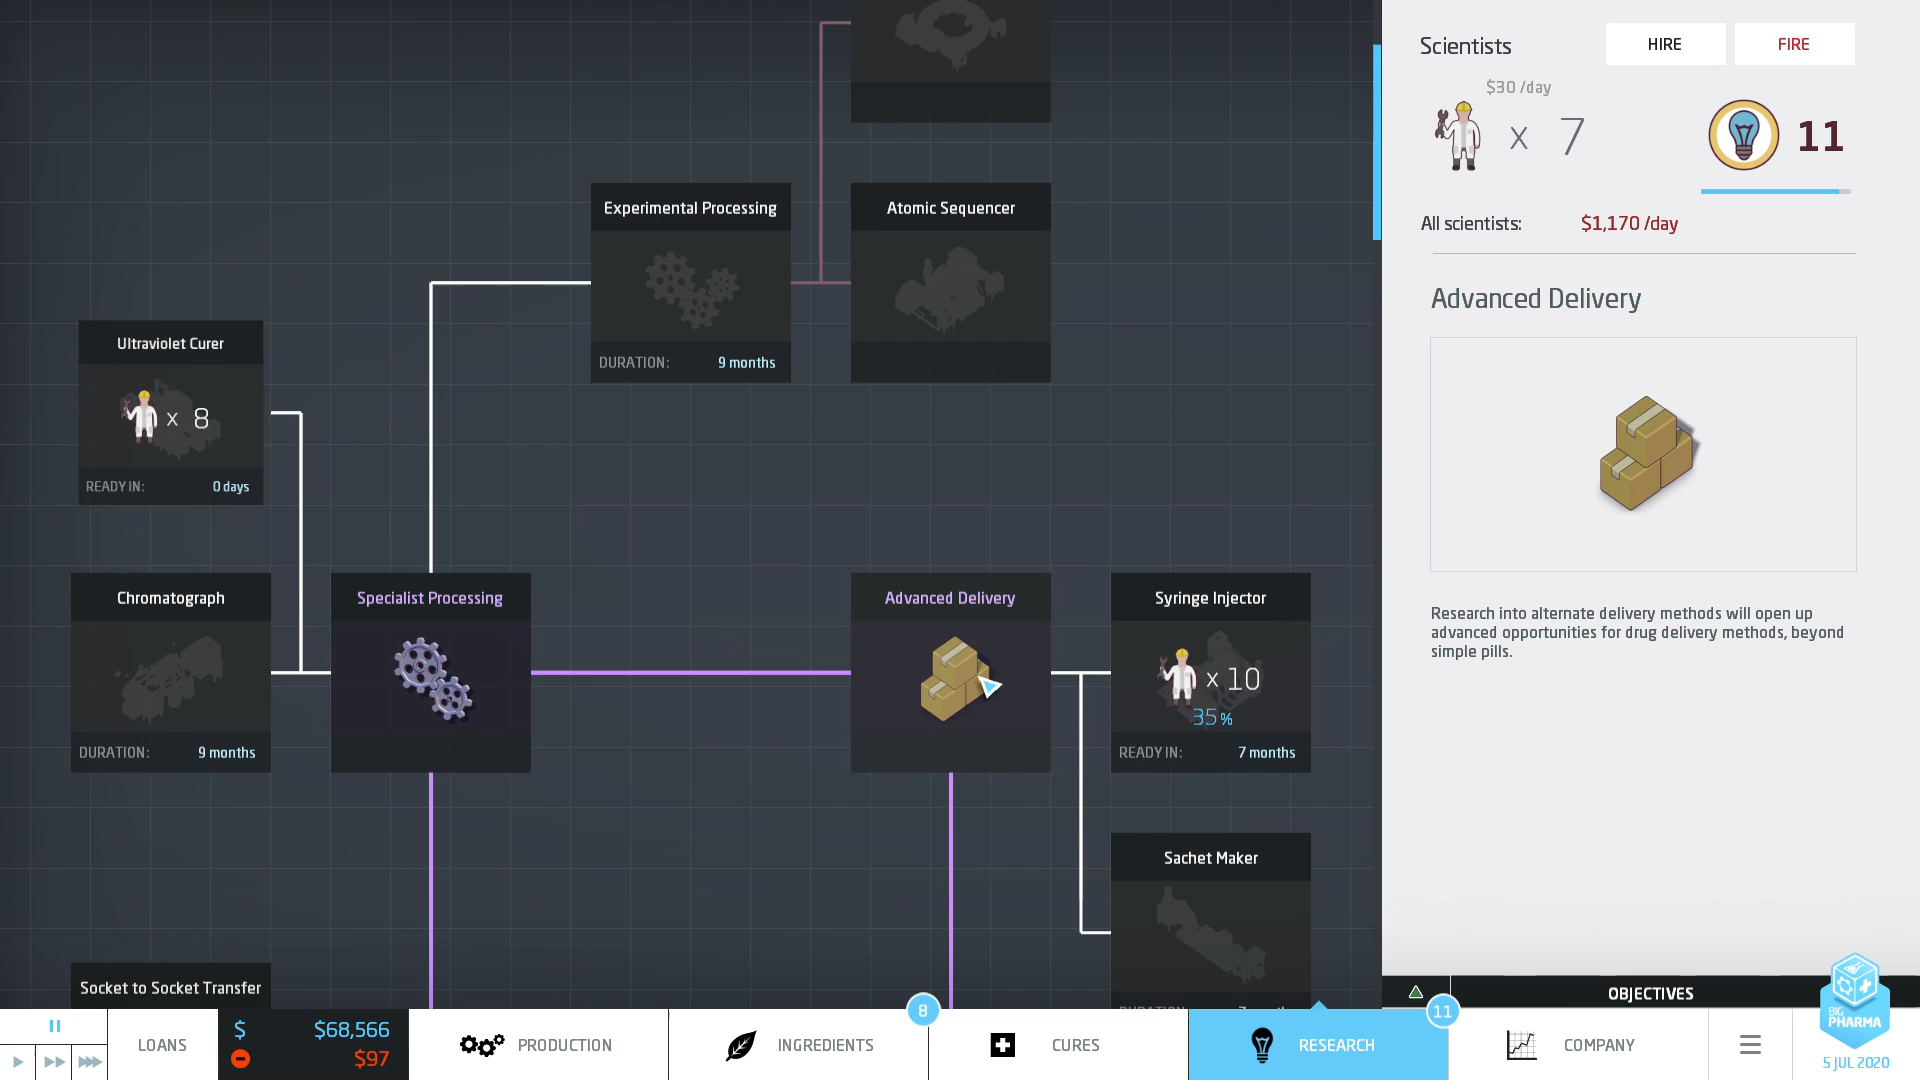 Scientists
HIRE
FIRE
$30 /day
x 7
11
All scientists:
$1,170 /day
Experimental Processing
DURATION:
9 months
Atomic Sequencer
Advanced Delivery
Ultraviolet Curer
x 8
READY IN:
0 days
Chromatograph
DURATION:
9 months
Specialist Processing
Advanced Delivery
Syringe Injector
x 10
35%
READY IN:
7 months
Research into alternate delivery methods will open up
advanced opportunities for drug delivery methods, beyond
simple pills.
Sachet Maker
Socket to Socket Transfer
OBJECTIVES
LOANS
$
$68,566
$97
PRODUCTION
INGREDIENTS
8
CURES
RESEARCH
11
COMPANY
BIG
PHARMA
5 JUL 2020